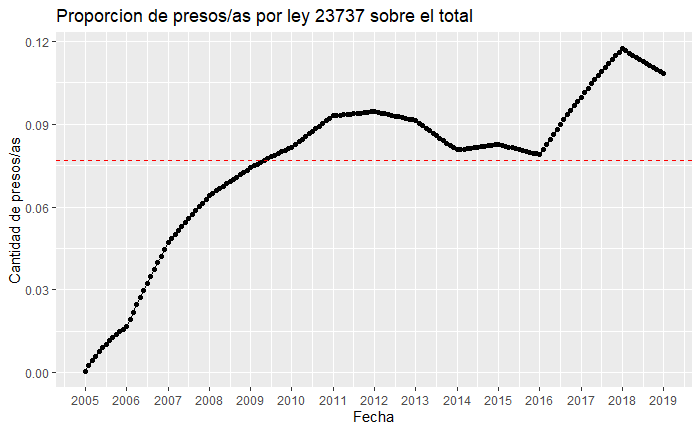 Proporcion de presos/as por ley 23737 sobre el total
Cantidad de presos/as
0.12
0.09
0.06
0.03
0.00
2005 2006 2007 2008 2009 2010 2011 2012 2013 2014 2015 2016 2017 2018 2019
Fecha